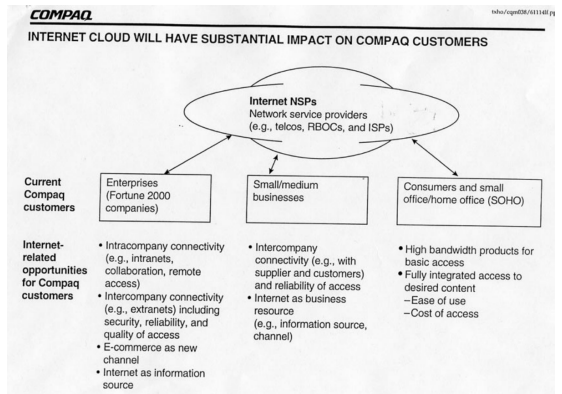 COMPAQ
INTERNET CLOUD WILL HAVE SUBSTANTIAL IMPACT ON COMPAQ CUSTOMERS
Internet NSPs
Network service providers
(e.g., telcos, RBOCs, and ISPs)
Current
Compaq
customers
Enterprises
(Fortune 2000
companies)
Small/medium
businesses
Consumers and small
office/home office (SOHO)
Internet-
related
opportunities
for Compaq
customers
• Intracompany connectivity
(e.g., intranets,
collaboration, remote
access)
• Intercompany connectivity
(e.g., extranets) including
security, reliability, and
quality of access
• E-commerce as new
channel
• Internet as information
source
• Intercompany
connectivity (e.g., with
supplier and customers)
and reliability of access
• Internet as business
resource
(e.g., information source,
channel)
• High bandwidth products for
basic access
• Fully integrated access to
desired content
–Ease of use
–Cost of access